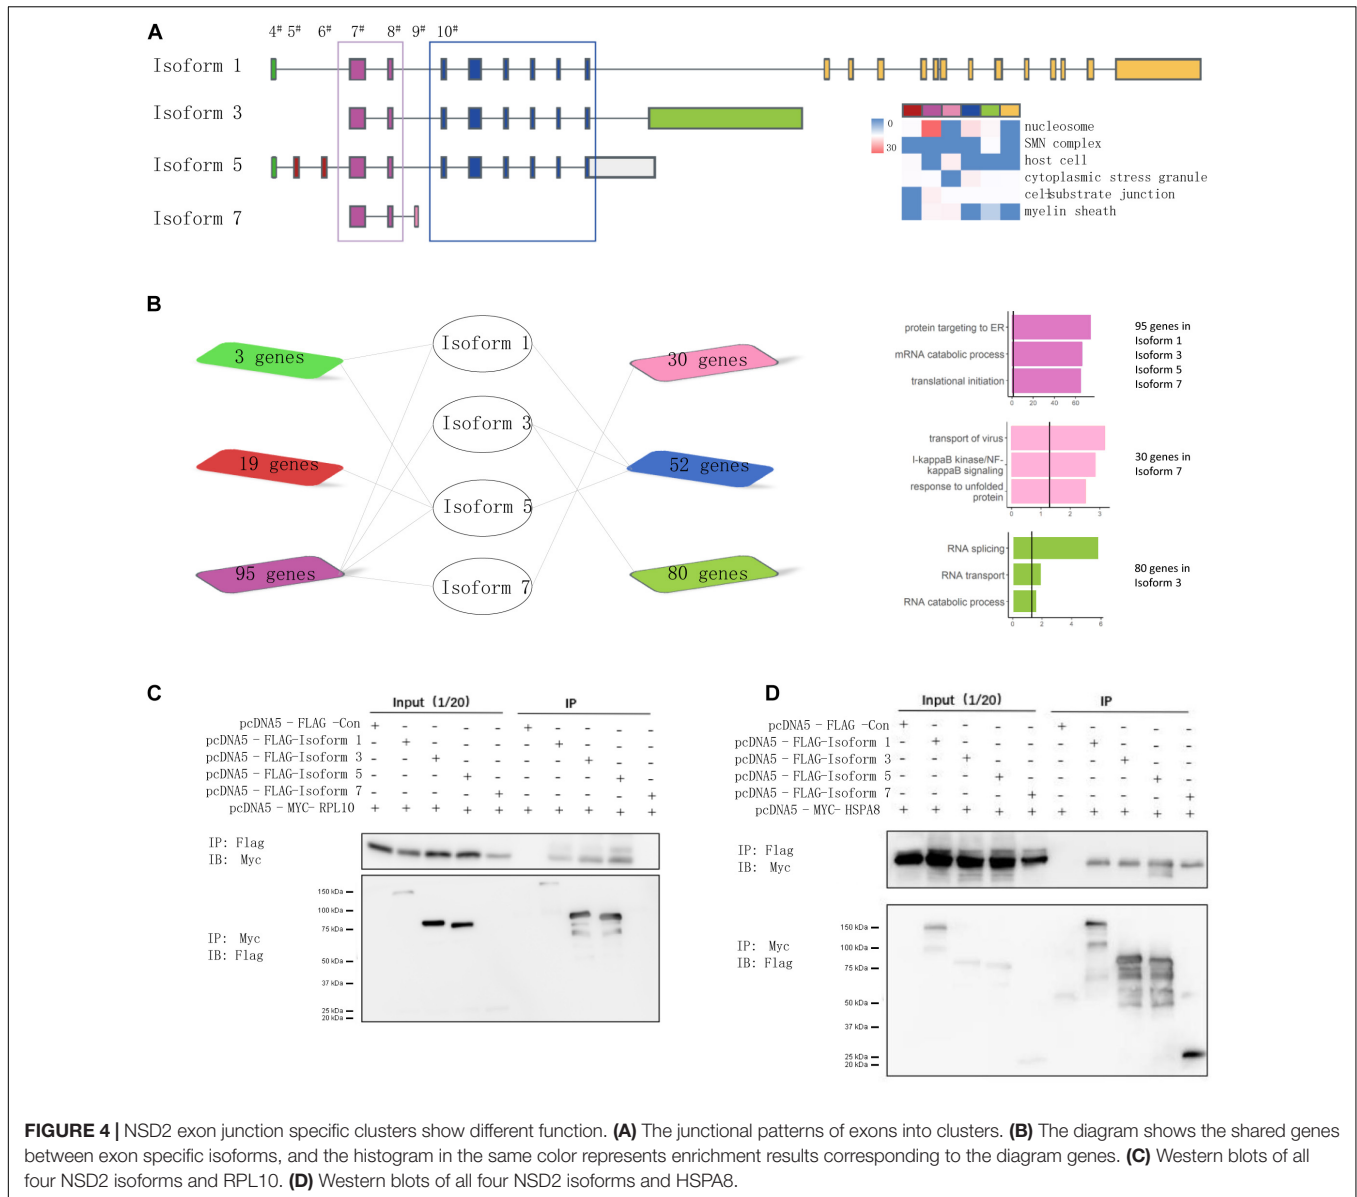 A
4# 5# 6# 7# 8# 9# 10#
Isoform 1
Isoform 3
Isoform 5
Isoform 7
0
30
nucleosome
SMN complex
host cell
cytoplasmic stress granule
cell-substrate junction
myelin sheath
B
3 genes
19 genes
95 genes
Isoform 1
Isoform 3
Isoform 5
Isoform 7
30 genes
52 genes
80 genes
protein targeting to ER
mRNA catabolic process
translational initiation
0 20 40 60
95 genes in
Isoform 1
Isoform 3
Isoform 5
Isoform 7
transport of virus
I-kappaB kinase/NF-
kappaB signaling
response to unfolded
protein
0 1 2 3
30 genes in
Isoform 7
RNA splicing
RNA transport
RNA catabolic process
0 2 4 6
80 genes in
Isoform 3
C
Input (1/20) IP
pcDNA5-FLAG-Con + - - - - + - - - -
pcDNA5-FLAG-Isoform 1 - + - - - - + - - -
pcDNA5-FLAG-Isoform 3 - - + - - - - + - -
pcDNA5-FLAG-Isoform 5 - - - + - - - - + -
pcDNA5-FLAG-Isoform 7 - - - - + - - - - +
pcDNA5-MYC-RPL10 + + + + + + + + + +
IP: Flag
IB: Myc
IP: Myc
IB: Flag
150 kDa
100 kDa
75 kDa
50 kDa
37 kDa
25 kDa
20 kDa
D
Input (1/20) IP
pcDNA5-FLAG-Con + - - - - + - - - -
pcDNA5-FLAG-Isoform 1 - + - - - - + - - -
pcDNA5-FLAG-Isoform 3 - - + - - - - + - -
pcDNA5-FLAG-Isoform 5 - - - + - - - - + -
pcDNA5-FLAG-Isoform 7 - - - - + - - - - +
pcDNA5-MYC-HSPA8 + + + + + + + + + +
IP: Flag
IB: Myc
IP: Myc
IB: Flag
150 kDa
100 kDa
75 kDa
50 kDa
37 kDa
25 kDa
20 kDa
FIGURE 4 | NSD2 exon junction specific clusters show different function. (A) The junctional patterns of exons into clusters. (B) The diagram shows the shared genes
between exon specific isoforms, and the histogram in the same color represents enrichment results corresponding to the diagram genes. (C) Western blots of all
four NSD2 isoforms and RPL10. (D) Western blots of all four NSD2 isoforms and HSPA8.